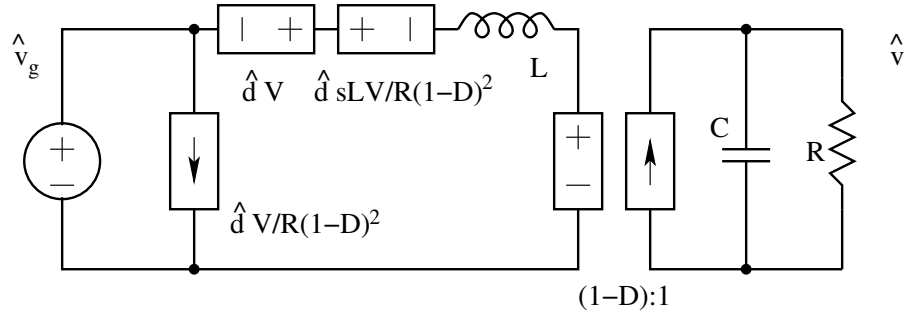 v̂g
− + + −
L
v̂
d̂ V
d̂ sLV/R(1−D)²
C
R
+
−
+
−
d̂ V/R(1−D)²
(1−D):1